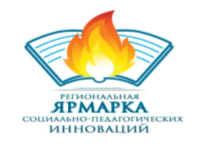 РЕГИОНАЛЬНАЯ
ЯРМАРКА
СОЦИАЛЬНО-ПЕДАГОГИЧЕСКИХ
ИННОВАЦИЙ